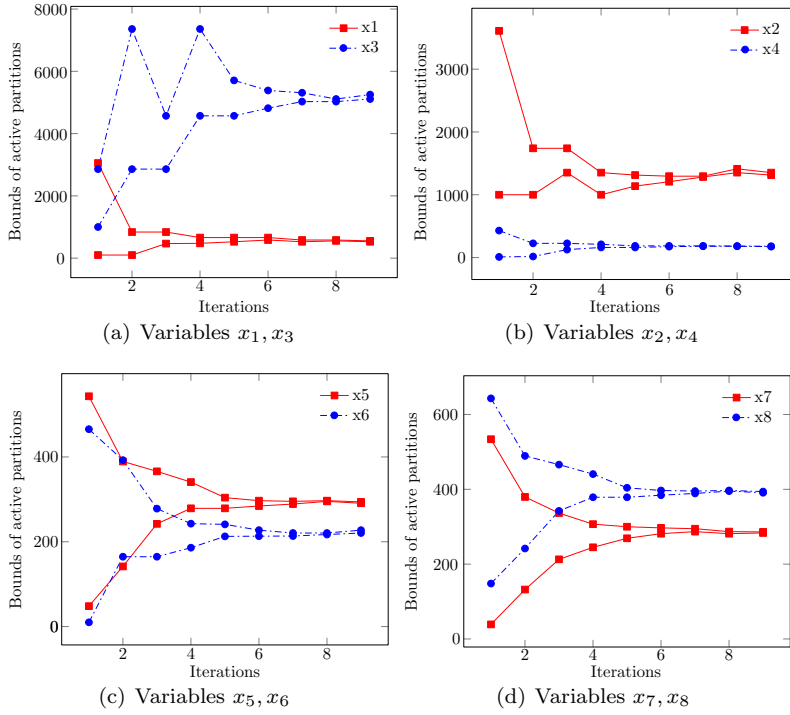 8000
6000
4000
2000
0
Bounds of active partitions
2 4 6 8
Iterations
x1
x3
(a) Variables x₁, x₃
3000
2000
1000
0
Bounds of active partitions
2 4 6 8
Iterations
x2
x4
(b) Variables x₂, x₄
400
200
0
Bounds of active partitions
2 4 6 8
Iterations
x5
x6
(c) Variables x₅, x₆
600
400
200
0
Bounds of active partitions
2 4 6 8
Iterations
x7
x8
(d) Variables x₇, x₈